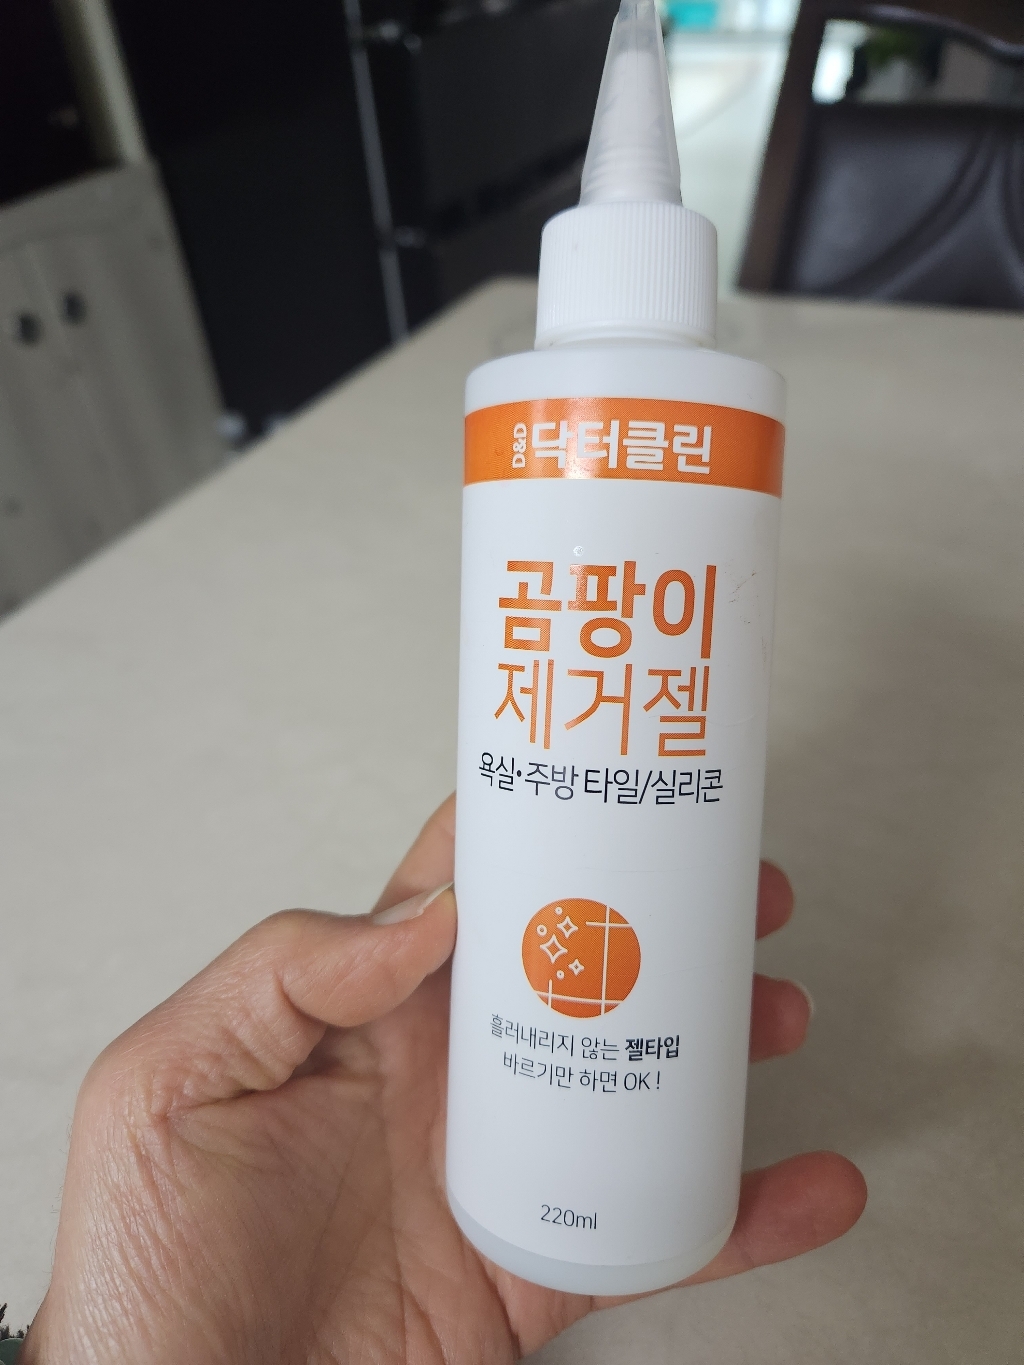 D&D 닥터클린
곰팡이
제거젤
욕실·주방 타일/실리콘
흘러내리지 않는 젤타입
바르기만 하면 OK !
220ml